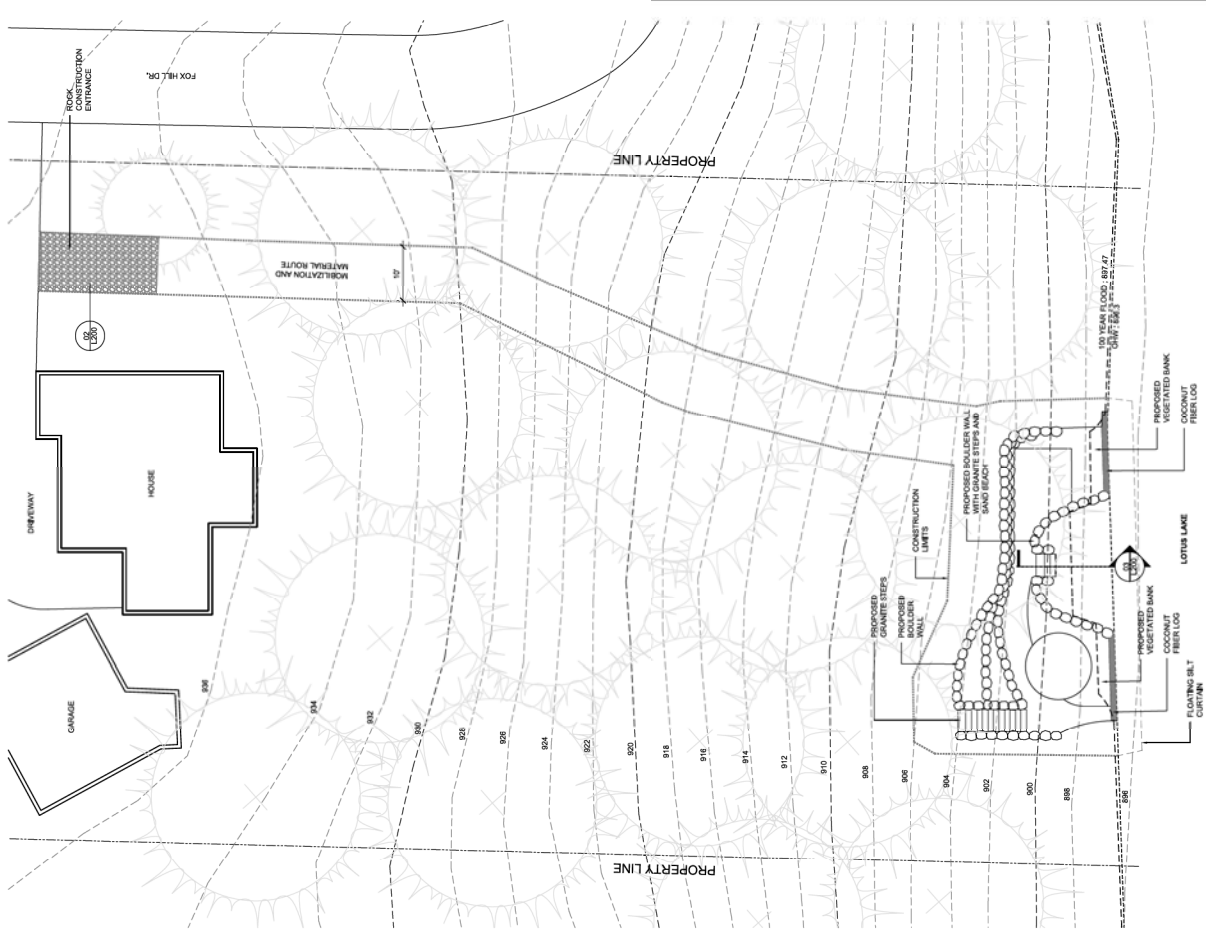 ROCK
CONSTRUCTION
ENTRANCE
FOX HILL DR.
PROPERTY LINE
MOBILIZATION AND
MATERIAL ROUTE
10'
02
L200
DRIVEWAY
HOUSE
GARAGE
100 YEAR FLOOD : 897.47
OHW : 896.3
PROPOSED
VEGETATED BANK
COCONUT
FIBER LOG
PROPOSED BOULDER WALL
WITH GRANITE STEPS AND
SAND BEACH
CONSTRUCTION
LIMITS
LOTUS LAKE
03
L200
PROPOSED
GRANITE STEPS
PROPOSED
BOULDER
WALL
PROPOSED
VEGETATED BANK
COCONUT
FIBER LOG
FLOATING SILT
CURTAIN
936
934
932
930
928
926
924
922
920
918
916
914
912
910
908
906
904
902
900
898
896
PROPERTY LINE